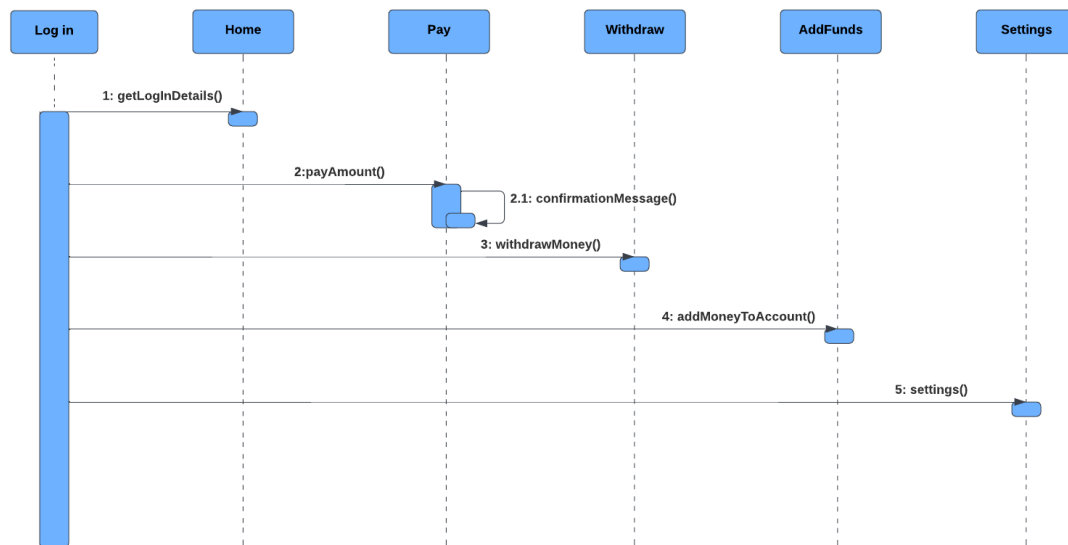 Log in
Home
Pay
Withdraw
AddFunds
Settings
1: getLogInDetails()
2:payAmount()
2.1: confirmationMessage()
3: withdrawMoney()
4: addMoneyToAccount()
5: settings()